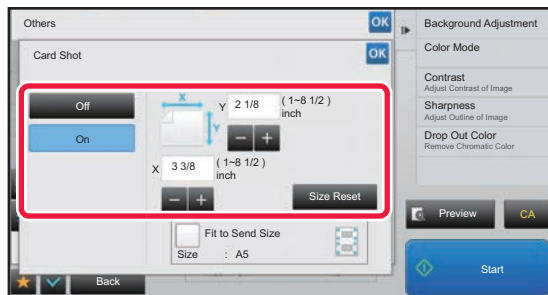 Others
OK
Card Shot
OK
Off
On
X
Y
Y 2 1/8 (1~8 1/2)
inch
- +
X 3 3/8 (1~8 1/2)
inch
- +
Size Reset
Fit to Send Size
Size : A5
Back
Background Adjustment
Color Mode
Contrast
Adjust Contrast of Image
Sharpness
Adjust Outline of Image
Drop Out Color
Remove Chromatic Color
Preview
CA
Start